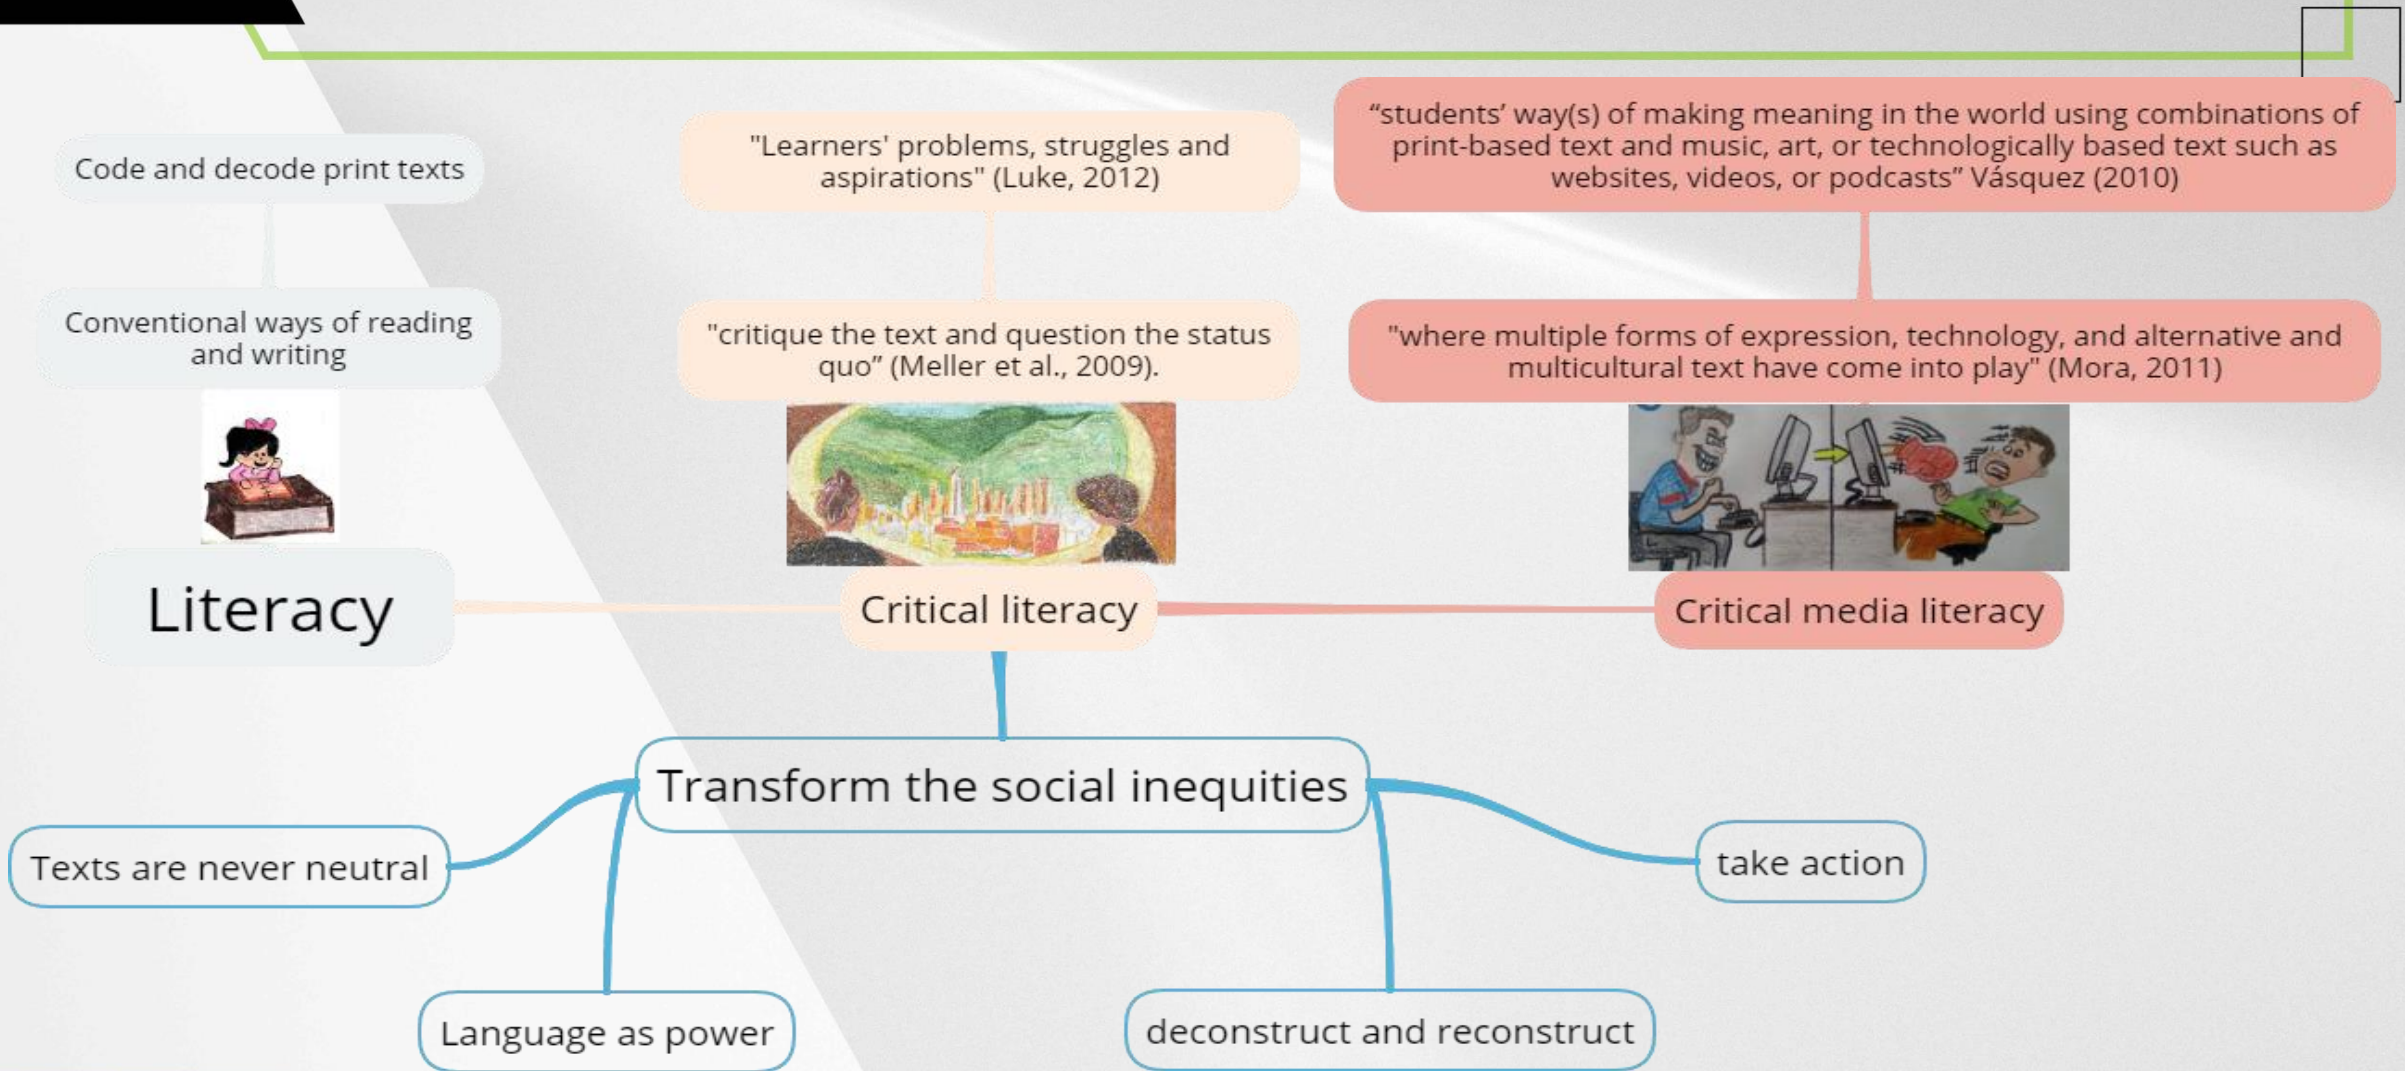 Code and decode print texts
Conventional ways of reading
and writing
Literacy
"Learners' problems, struggles and
aspirations" (Luke, 2012)
"critique the text and question the status
quo” (Meller et al., 2009).
Critical literacy
“students’ way(s) of making meaning in the world using combinations of
print-based text and music, art, or technologically based text such as
websites, videos, or podcasts” Vásquez (2010)
"where multiple forms of expression, technology, and alternative and
multicultural text have come into play" (Mora, 2011)
Critical media literacy
Transform the social inequities
Texts are never neutral
Language as power
deconstruct and reconstruct
take action